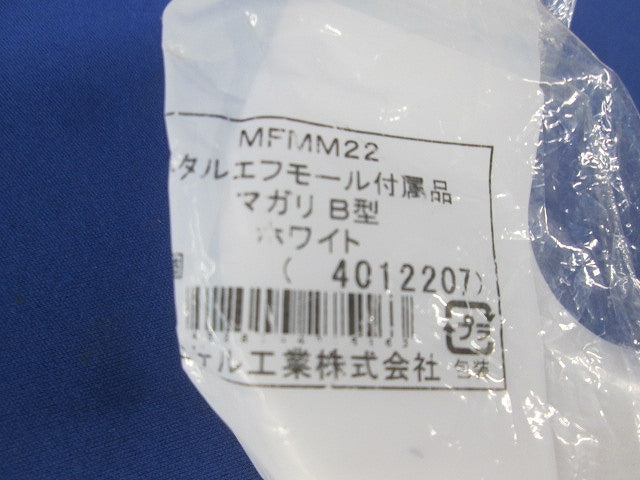 MFMM22
タルエフモール付属品
マガリ B型
ホワイト
(4012207)
プラ
ル工業株式会社 包装